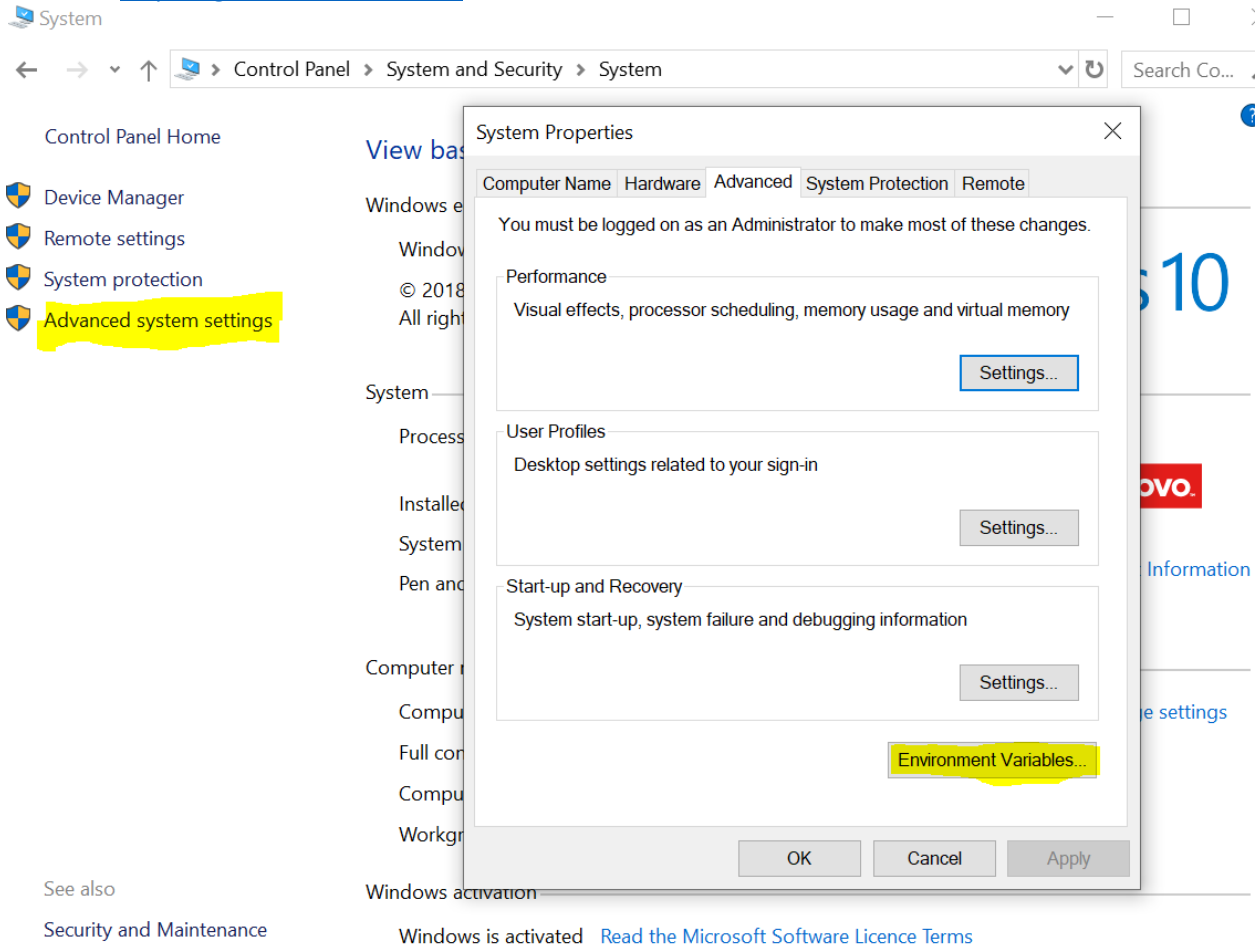 System
Control Panel > System and Security > System
Search Co...
Control Panel Home
Device Manager
Remote settings
System protection
Advanced system settings
See also
Security and Maintenance
View bas
Windows e
Window
© 2018
All right
10
System
Process
Installed
System
Pen and
ovo.
Information
Computer n
Compu
ge settings
Full con
Compu
Workgr
Windows activation
Windows is activated Read the Microsoft Software Licence Terms
System Properties
Computer Name Hardware Advanced System Protection Remote
You must be logged on as an Administrator to make most of these changes.
Performance
Visual effects, processor scheduling, memory usage and virtual memory
Settings...
User Profiles
Desktop settings related to your sign-in
Settings...
Start-up and Recovery
System start-up, system failure and debugging information
Settings...
Environment Variables...
OK Cancel Apply